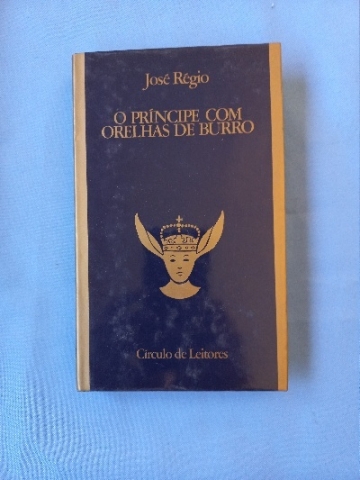 José Régio
O PRÍNCIPE COM
ORELHAS DE BURRO
Círculo de Leitores